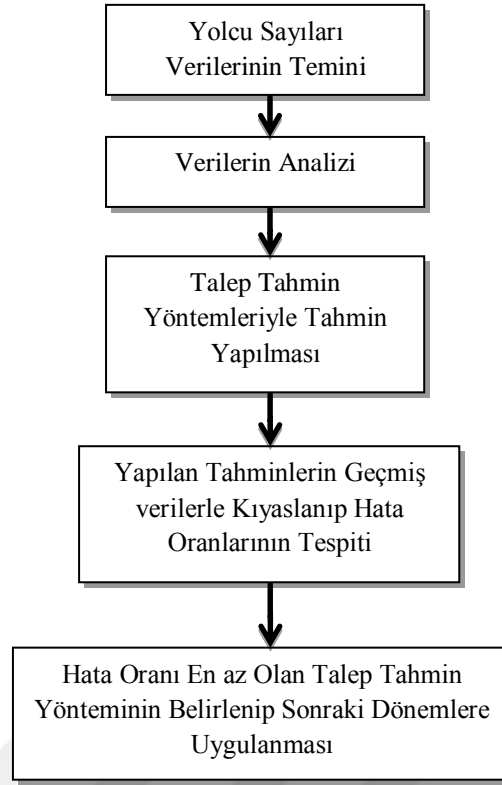 Yolcu Sayıları
Verilerinin Temini
Verilerin Analizi
Talep Tahmin
Yöntemleriyle Tahmin
Yapılması
Yapılan Tahminlerin Geçmiş
verilerle Kıyaslanıp Hata
Oranlarının Tespiti
Hata Oranı En az Olan Talep Tahmin
Yönteminin Belirlenip Sonraki Dönemlere
Uygulanması